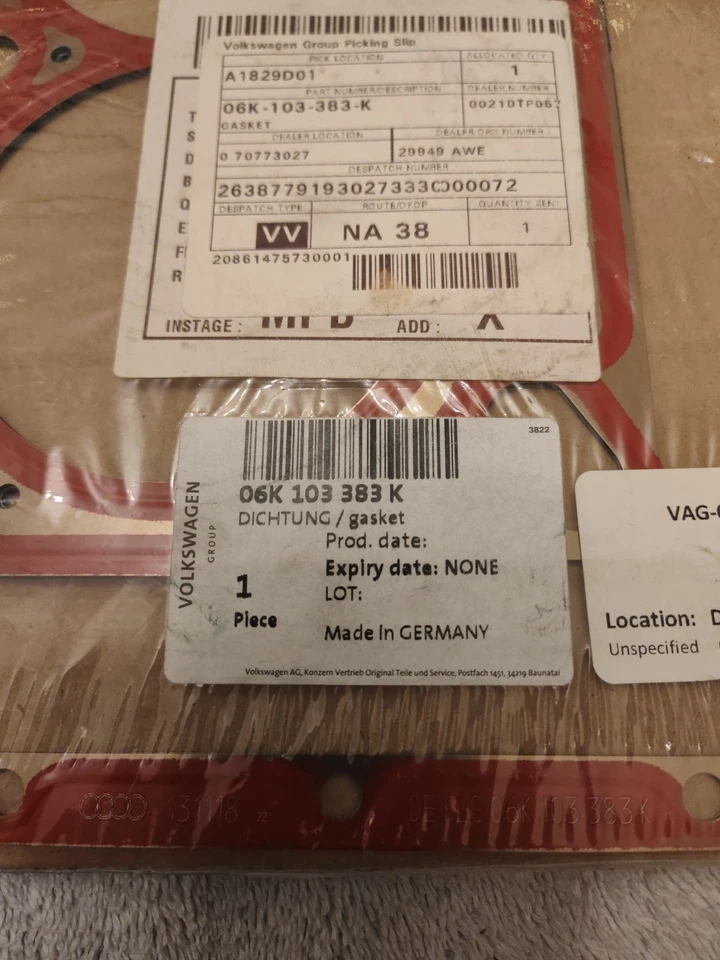 Volkswagen Group Picking Slip
PICK LOCATION
ALLOCATED QTY
A1829D01
1
PART NUMBER/DESCRIPTION
DEALER NUMBER
06K-103-383-K
00210TP067
GASKET
DEALER LOCATION
DEALER ORD NUMBER
0 70773027
29949 AWE
DESPATCH NUMBER
DESPATCH TYPE
ROUTE/DROP
QUANTITY SENT
VV
NA 38
1
20861475730001
T
S
D
B
Q
E
F
R
INSTAGE :
ADD :
3822
VOLKSWAGEN
GROUP
06K 103 383 K
DICHTUNG / gasket
Prod. date:
Expiry date: NONE
1
LOT:
Piece
Made in GERMANY
Volkswagen AG, Konzern Vertrieb Original Teile und Service, Postfach 1451, 34219 Baunatal
VAG-
Location: D
Unspecified
131118 22
06K 103 383 K